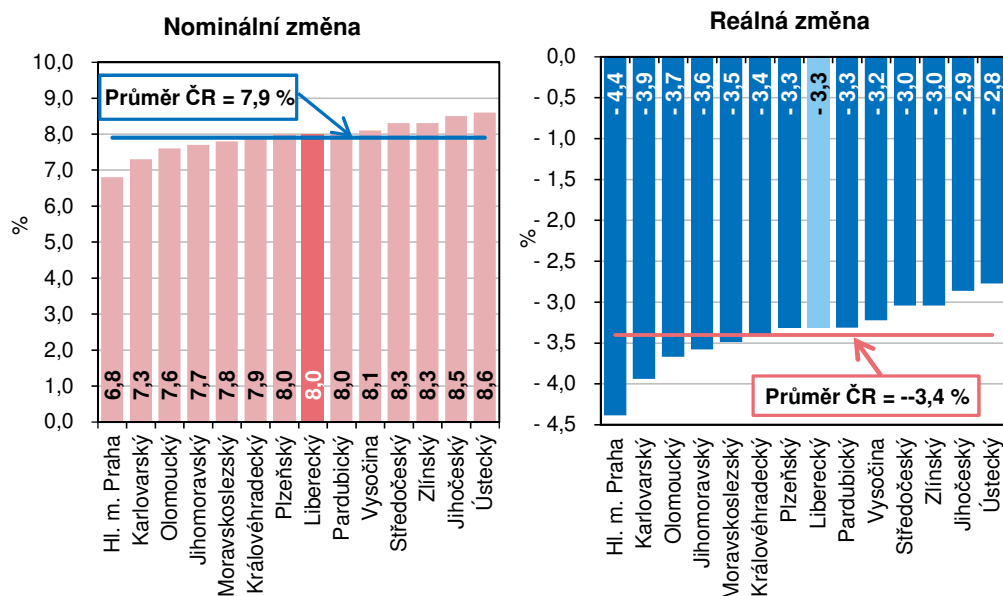 Nominální změna
10,0
9,0
8,0
7,0
6,0
5,0
4,0
3,0
2,0
1,0
0,0
%
Průměr ČR = 7,9 %
6,8
7,3
7,6
7,7
7,8
7,9
8,0
8,0
8,0
8,1
8,3
8,3
8,5
8,6
Hl. m. Praha
Karlovarský
Olomoucký
Jihomoravský
Moravskoslezský
Královéhradecký
Plzeňský
Liberecký
Pardubický
Vysočina
Středočeský
Zlínský
Jihočeský
Ústecký
Reálná změna
0,0
- 0,5
- 1,0
- 1,5
- 2,0
- 2,5
- 3,0
- 3,5
- 4,0
- 4,5
%
- 4,4
- 3,9
- 3,7
- 3,6
- 3,5
- 3,4
- 3,3
- 3,3
- 3,3
- 3,2
- 3,0
- 3,0
- 2,9
- 2,8
Průměr ČR = --3,4 %
Hl. m. Praha
Karlovarský
Olomoucký
Jihomoravský
Moravskoslezský
Královéhradecký
Plzeňský
Liberecký
Pardubický
Vysočina
Středočeský
Zlínský
Jihočeský
Ústecký